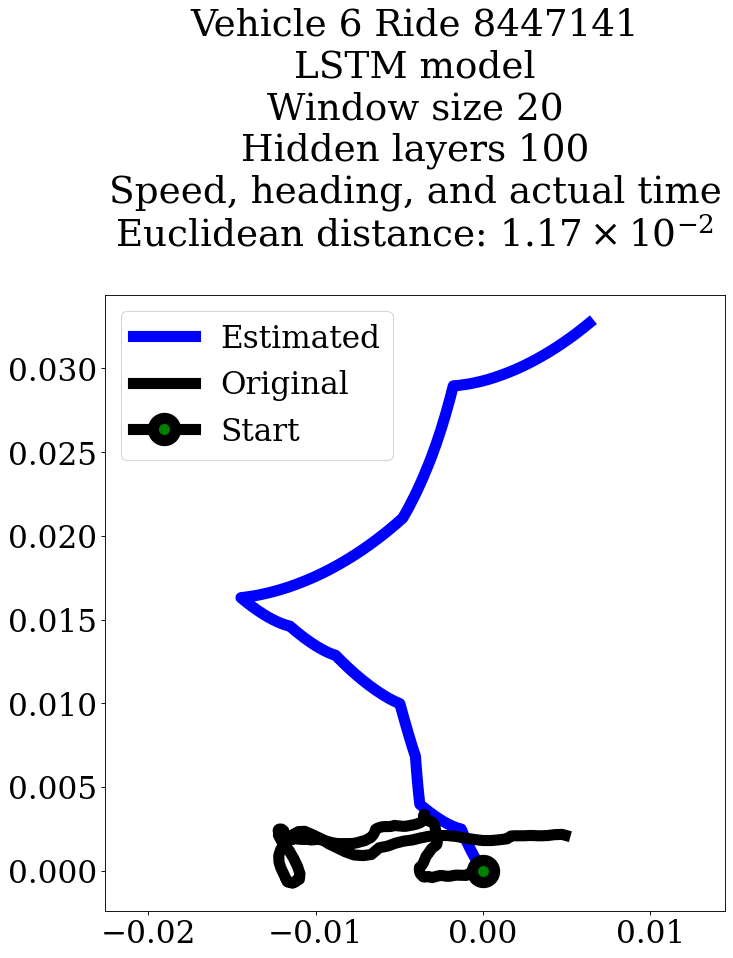 Vehicle 6 Ride 8447141
LSTM model
Window size 20
Hidden layers 100
Speed, heading, and actual time
Euclidean distance: 1.17 × 10⁻²
Estimated
Original
Start
0.030
0.025
0.020
0.015
0.010
0.005
0.000
−0.02 −0.01 0.00 0.01